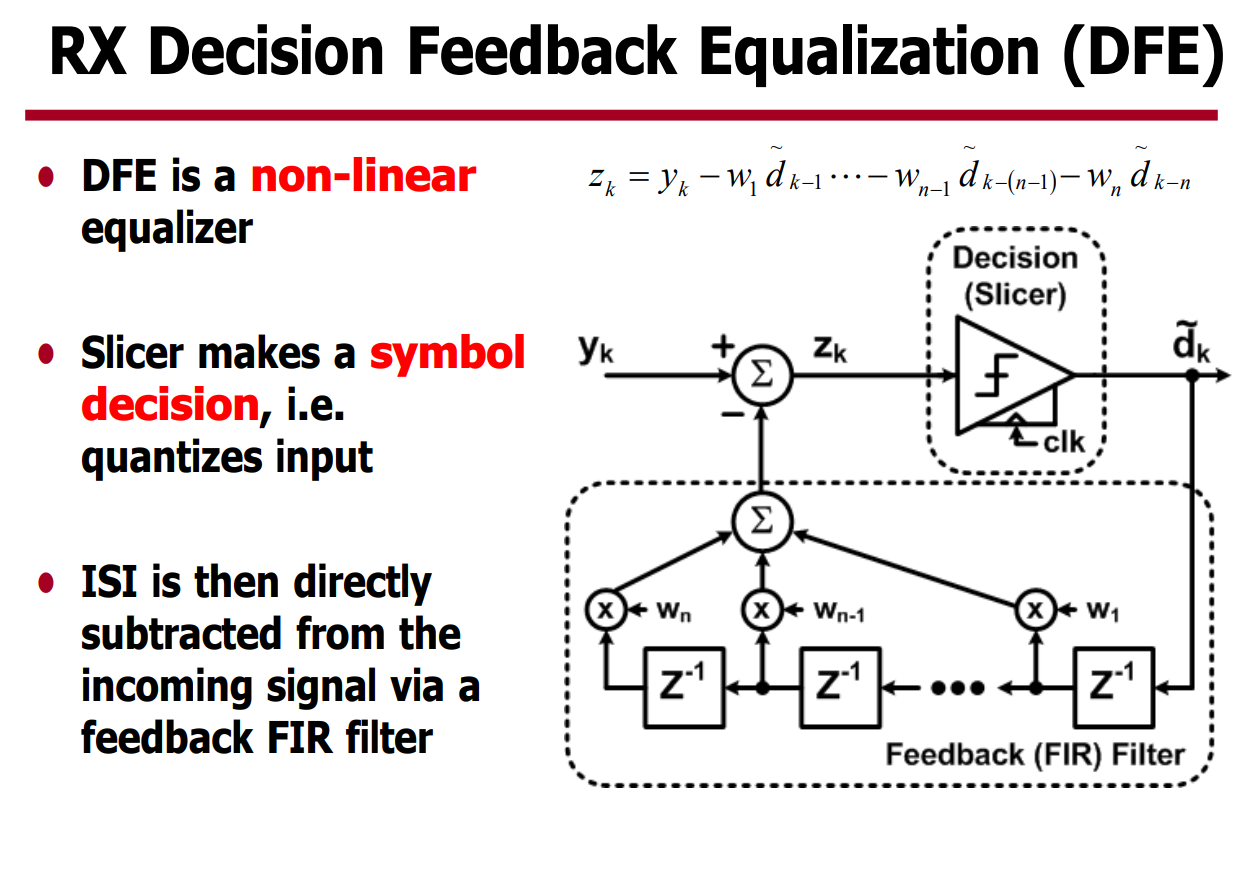 RX Decision Feedback Equalization (DFE)
• DFE is a non-linear
equalizer
• Slicer makes a symbol
decision, i.e.
quantizes input
• ISI is then directly
subtracted from the
incoming signal via a
feedback FIR filter
z_k = y_k − w_1 d̃_{k−1} ⋯ − w_{n−1} d̃_{k−(n−1)} − w_n d̃_{k−n}
Decision
(Slicer)
y_k
+
Σ
z_k
d̃_k
−
clk
Σ
x
w_n
x
w_{n-1}
x
w_1
Z^{-1}
Z^{-1}
•••
Z^{-1}
Feedback (FIR) Filter